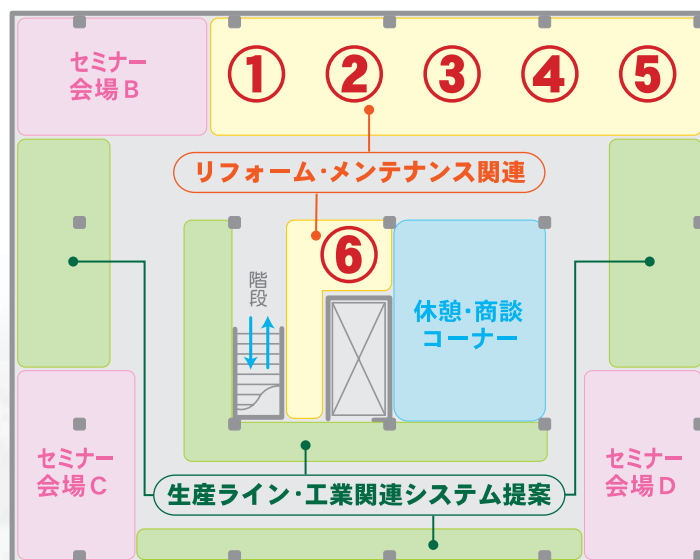 セミナー
会場B
① ② ③ ④ ⑤
リフォーム・メンテナンス関連
⑥
階段
休憩・商談
コーナー
セミナー
会場C
セミナー
会場D
生産ライン・工業関連システム提案